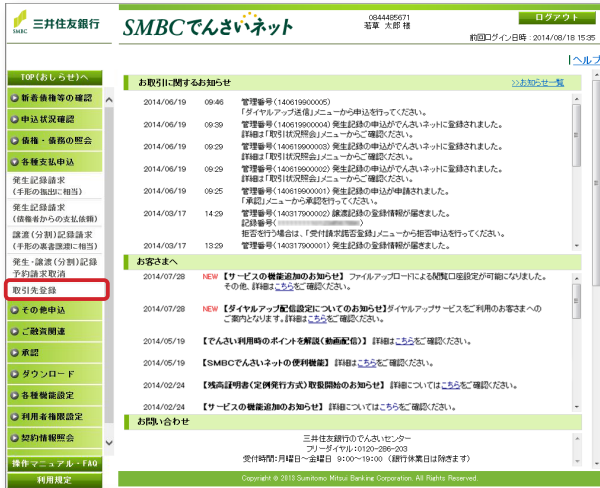 SMBC 三井住友銀行
SMBCでんさいネット
0844485671
若草 太郎 様
ログアウト
前回ログイン日時:2014/08/18 15:35
ヘルプ
TOP(おしらせ)へ
新着債権等の確認
申込状況確認
債権・債務の照会
各種支払申込
発生記録請求
(手形の振出に相当)
発生記録請求
(債権者からの支払依頼)
譲渡(分割)記録請求
(手形の裏書譲渡に相当)
発生・譲渡(分割)記録
予約請求取消
取引先登録
その他申込
ご融資関連
承認
ダウンロード
各種機能設定
利用者権限設定
契約情報照会
操作マニュアル・FAQ
利用規定
お取引に関するお知らせ
>>お知らせ一覧
2014/06/19 09:46 管理番号(140619900005)
「ダイヤルアップ送信」メニューから申込を行ってください。
2014/06/19 09:39 管理番号(140619900004) 発生記録の申込がでんさいネットに登録されました。
詳細は「取引状況照会」メニューからご確認ください。
2014/06/19 09:29 管理番号(140619900003) 発生記録の申込がでんさいネットに登録されました。
詳細は「取引状況照会」メニューからご確認ください。
2014/06/19 09:29 管理番号(140619900002) 発生記録の申込がでんさいネットに登録されました。
詳細は「取引状況照会」メニューからご確認ください。
2014/06/19 09:25 管理番号(140619900001) 発生記録の申込が申請されました。
「承認」メニューから承認を行ってください。
2014/03/17 14:29 管理番号(140317900002) 譲渡記録の登録情報が届きました。
記録番号( )
拒否を行う場合は、「受付請求諾否登録」メニューから拒否申込を行ってください。
2014/03/17 13:29 管理番号(140317900001) 発生記録の登録情報が届きました。
お客さまへ
2014/07/28 NEW 【サービスの機能追加のお知らせ】 ファイルアップロードによる閲覧口座設定が可能になりました。
その他、詳細はこちらをご確認ください。
2014/07/28 NEW 【ダイヤルアップ配信設定についてのお知らせ】ダイヤルアップサービスをご利用のお客さまへの
ご案内となります。詳細はこちらをご確認ください。
2014/05/19 【でんさい利用時のポイントを解説(動画配信)】 詳細はこちらをご確認ください。
2014/05/19 【SMBCでんさいネットの便利機能】 詳細はこちらをご確認ください。
2014/02/24 【残高証明書(定例発行方式)取扱開始のお知らせ】 詳細についてはこちらをご確認ください。
2014/02/24 【サービスの機能追加のお知らせ】 詳細についてはこちらをご確認ください。
お問い合わせ
三井住友銀行のでんさいセンター
フリーダイヤル:0120-286-203
受付時間:月曜日～金曜日 9:00～19:00 (銀行休業日は除きます)
Copyright © 2013 Sumitomo Mitsui Banking Corporation. All Rights Reserved.